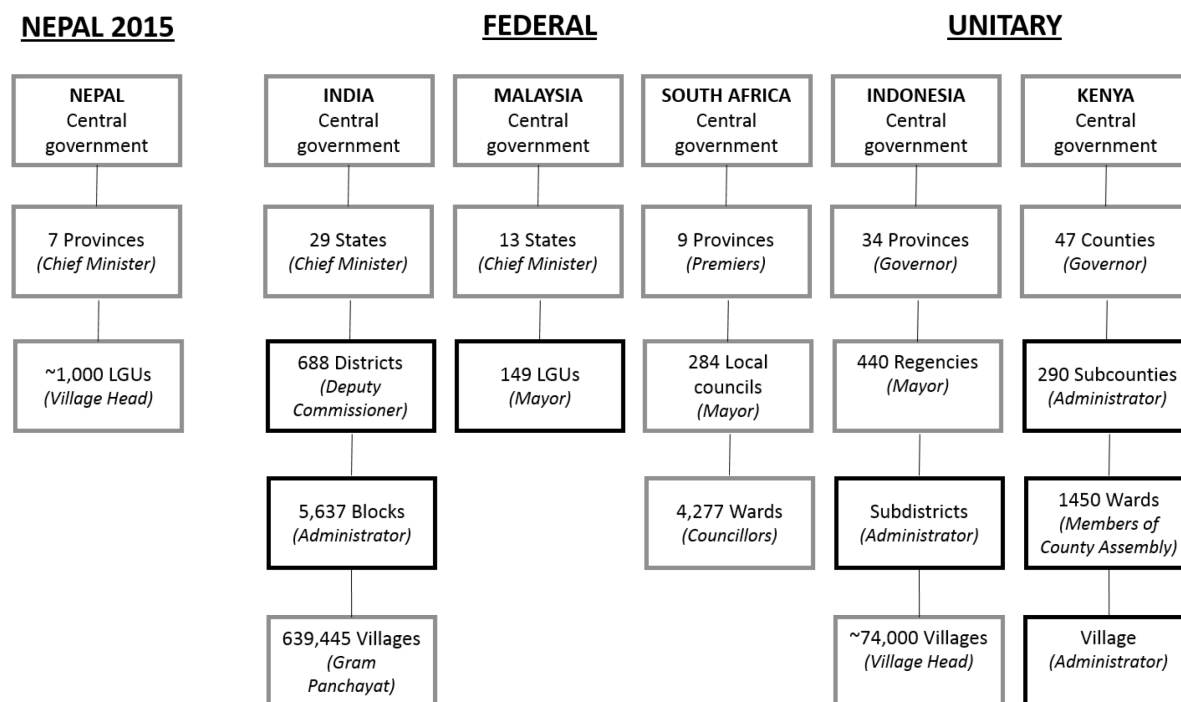 NEPAL 2015
FEDERAL
UNITARY
NEPAL
Central
government
INDIA
Central
government
MALAYSIA
Central
government
SOUTH AFRICA
Central
government
INDONESIA
Central
government
KENYA
Central
government
7 Provinces
(Chief Minister)
29 States
(Chief Minister)
13 States
(Chief Minister)
9 Provinces
(Premiers)
34 Provinces
(Governor)
47 Counties
(Governor)
~1,000 LGUs
(Village Head)
688 Districts
(Deputy
Commissioner)
149 LGUs
(Mayor)
284 Local
councils
(Mayor)
440 Regencies
(Mayor)
290 Subcounties
(Administrator)
5,637 Blocks
(Administrator)
4,277 Wards
(Councillors)
Subdistricts
(Administrator)
1450 Wards
(Members of
County Assembly)
639,445 Villages
(Gram
Panchayat)
~74,000 Villages
(Village Head)
Village
(Administrator)